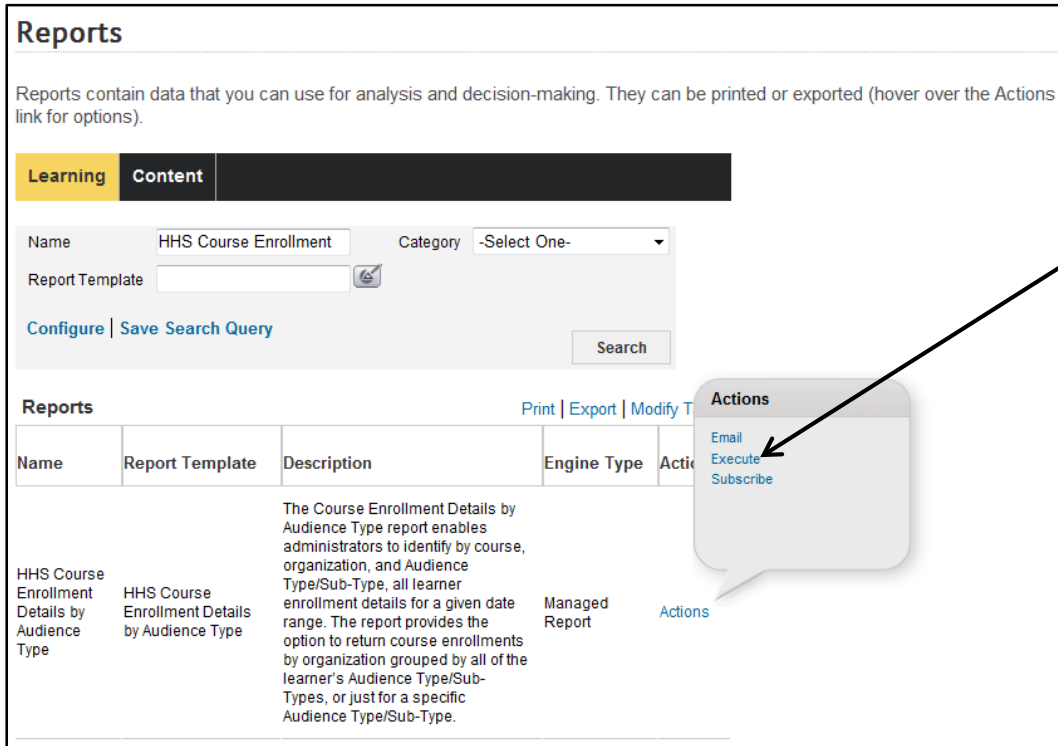 Reports
Reports contain data that you can use for analysis and decision-making. They can be printed or exported (hover over the Actions
link for options).
Learning Content
Name HHS Course Enrollment Category -Select One-
Report Template
Configure | Save Search Query
Search
Reports Print | Export | Modify T
Name Report Template Description Engine Type Actio
HHS Course
Enrollment
Details by
Audience
Type
HHS Course
Enrollment Details
by Audience Type
The Course Enrollment Details by
Audience Type report enables
administrators to identify by course,
organization, and Audience
Type/Sub-Type, all learner
enrollment details for a given date
range. The report provides the
option to return course enrollments
by organization grouped by all of the
learner's Audience Type/Sub-
Types, or just for a specific
Audience Type/Sub-Type.
Managed
Report
Actions
Actions
Email
Execute
Subscribe